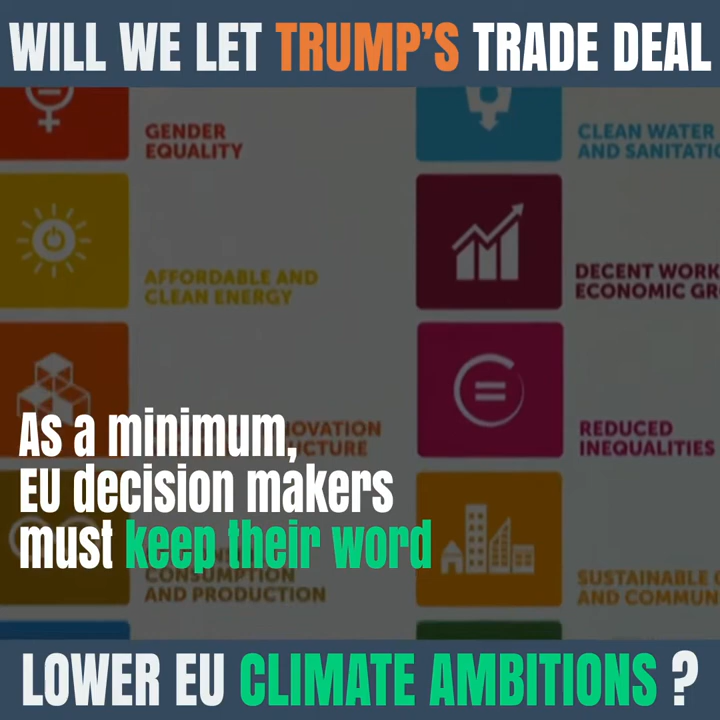 WILL WE LET TRUMP'S TRADE DEAL
GENDER
EQUALITY
CLEAN WATER
AND SANITATIO
AFFORDABLE AND
CLEAN ENERGY
DECENT WORK
ECONOMIC GR
REDUCED
INEQUALITIES
As a minimum,
EU decision makers
must keep their word
CONSUMPTION
AND PRODUCTION
SUSTAINABLE C
AND COMMUN
LOWER EU CLIMATE AMBITIONS ?